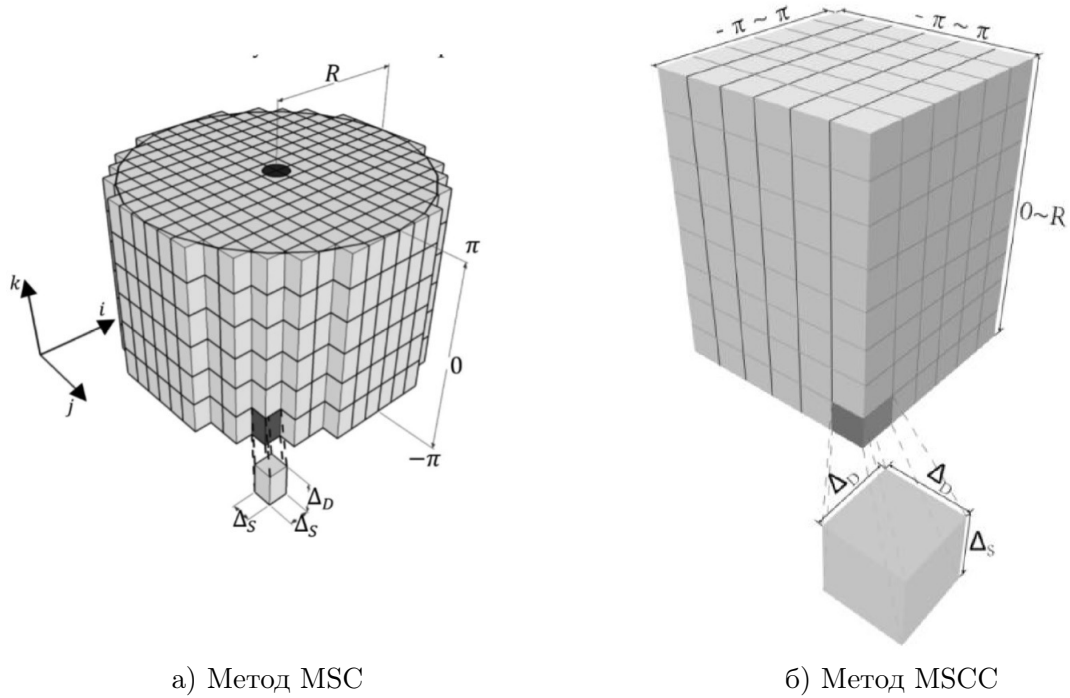 R
π
0
−π
k
i
j
Δ_D
Δ_S
Δ_S
- π ~ π
- π ~ π
0~R
Δ_D
Δ_D
Δ_S
а) Метод MSC
б) Метод MSCC